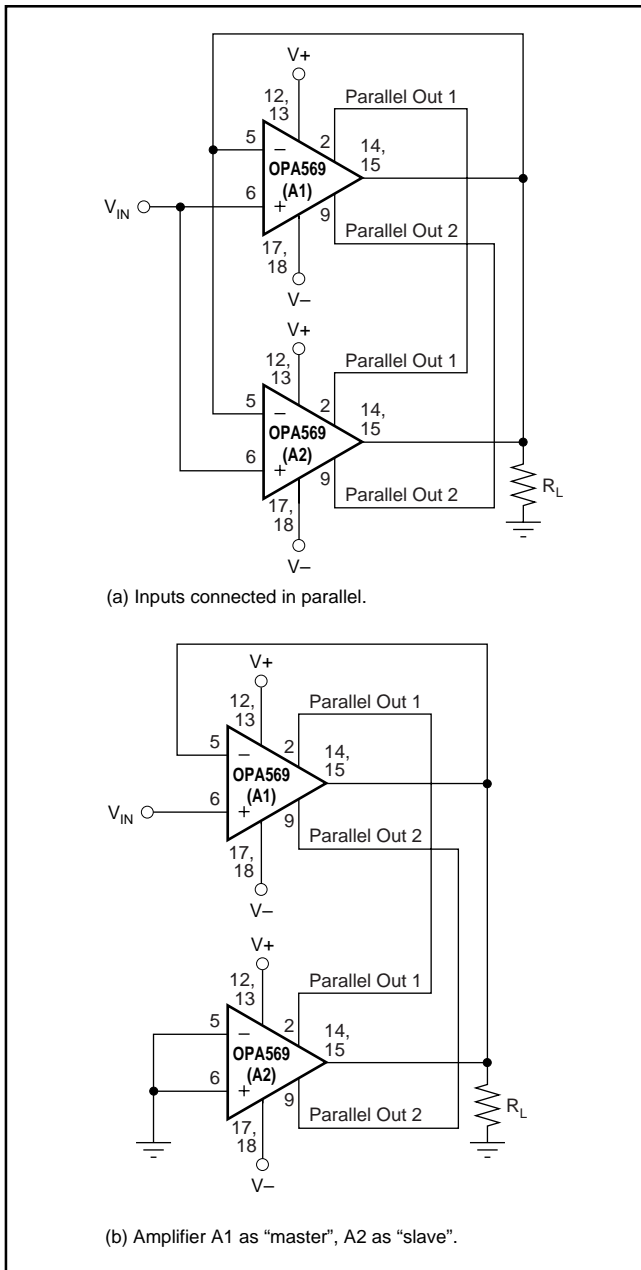 V+
12,
13
Parallel Out 1
5
−
2
14,
15
OPA569
(A1)
VIN
6
+
9
Parallel Out 2
17,
18
V−
V+
12,
13
Parallel Out 1
5
−
2
14,
15
OPA569
(A2)
6
+
9
Parallel Out 2
RL
17,
18
V−
(a) Inputs connected in parallel.
V+
12,
13
Parallel Out 1
5
−
2
14,
15
OPA569
(A1)
VIN
6
+
9
Parallel Out 2
17,
18
V−
V+
12,
13
Parallel Out 1
5
−
2
14,
15
OPA569
(A2)
6
+
9
Parallel Out 2
RL
17,
18
V−
(b) Amplifier A1 as “master”, A2 as “slave”.